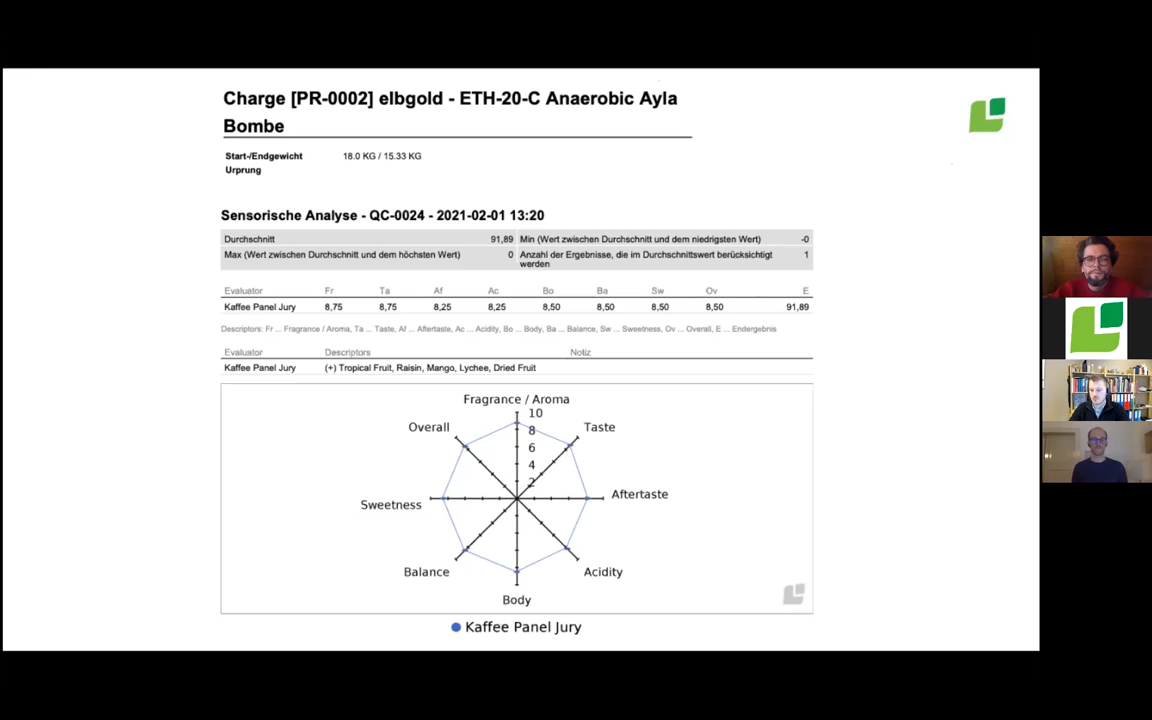 Charge [PR-0002] elbgold - ETH-20-C Anaerobic Ayla
Bombe
Start-/Endgewicht 18.0 KG / 15.33 KG
Urprung
Sensorische Analyse - QC-0024 - 2021-02-01 13:20
Durchschnitt 91,89 Min (Wert zwischen Durchschnitt und dem niedrigsten Wert) -0
Max (Wert zwischen Durchschnitt und dem höchsten Wert) 0 Anzahl der Ergebnisse, die im Durchschnittswert berücksichtigt 1
werden
Evaluator Fr Ta Af Ac Bo Ba Sw Ov E
Kaffee Panel Jury 8,75 8,75 8,25 8,25 8,50 8,50 8,50 8,50 91,89
Descriptors: Fr ... Fragrance / Aroma, Ta ... Taste, Af ... Aftertaste, Ac ... Acidity, Bo ... Body, Ba ... Balance, Sw ... Sweetness, Ov ... Overall, E ... Endergebnis
Evaluator Descriptors Notiz
Kaffee Panel Jury (+) Tropical Fruit, Raisin, Mango, Lychee, Dried Fruit
Fragrance / Aroma
10
Overall 8 Taste
6
4
2
Sweetness Aftertaste
Balance Acidity
Body
Kaffee Panel Jury